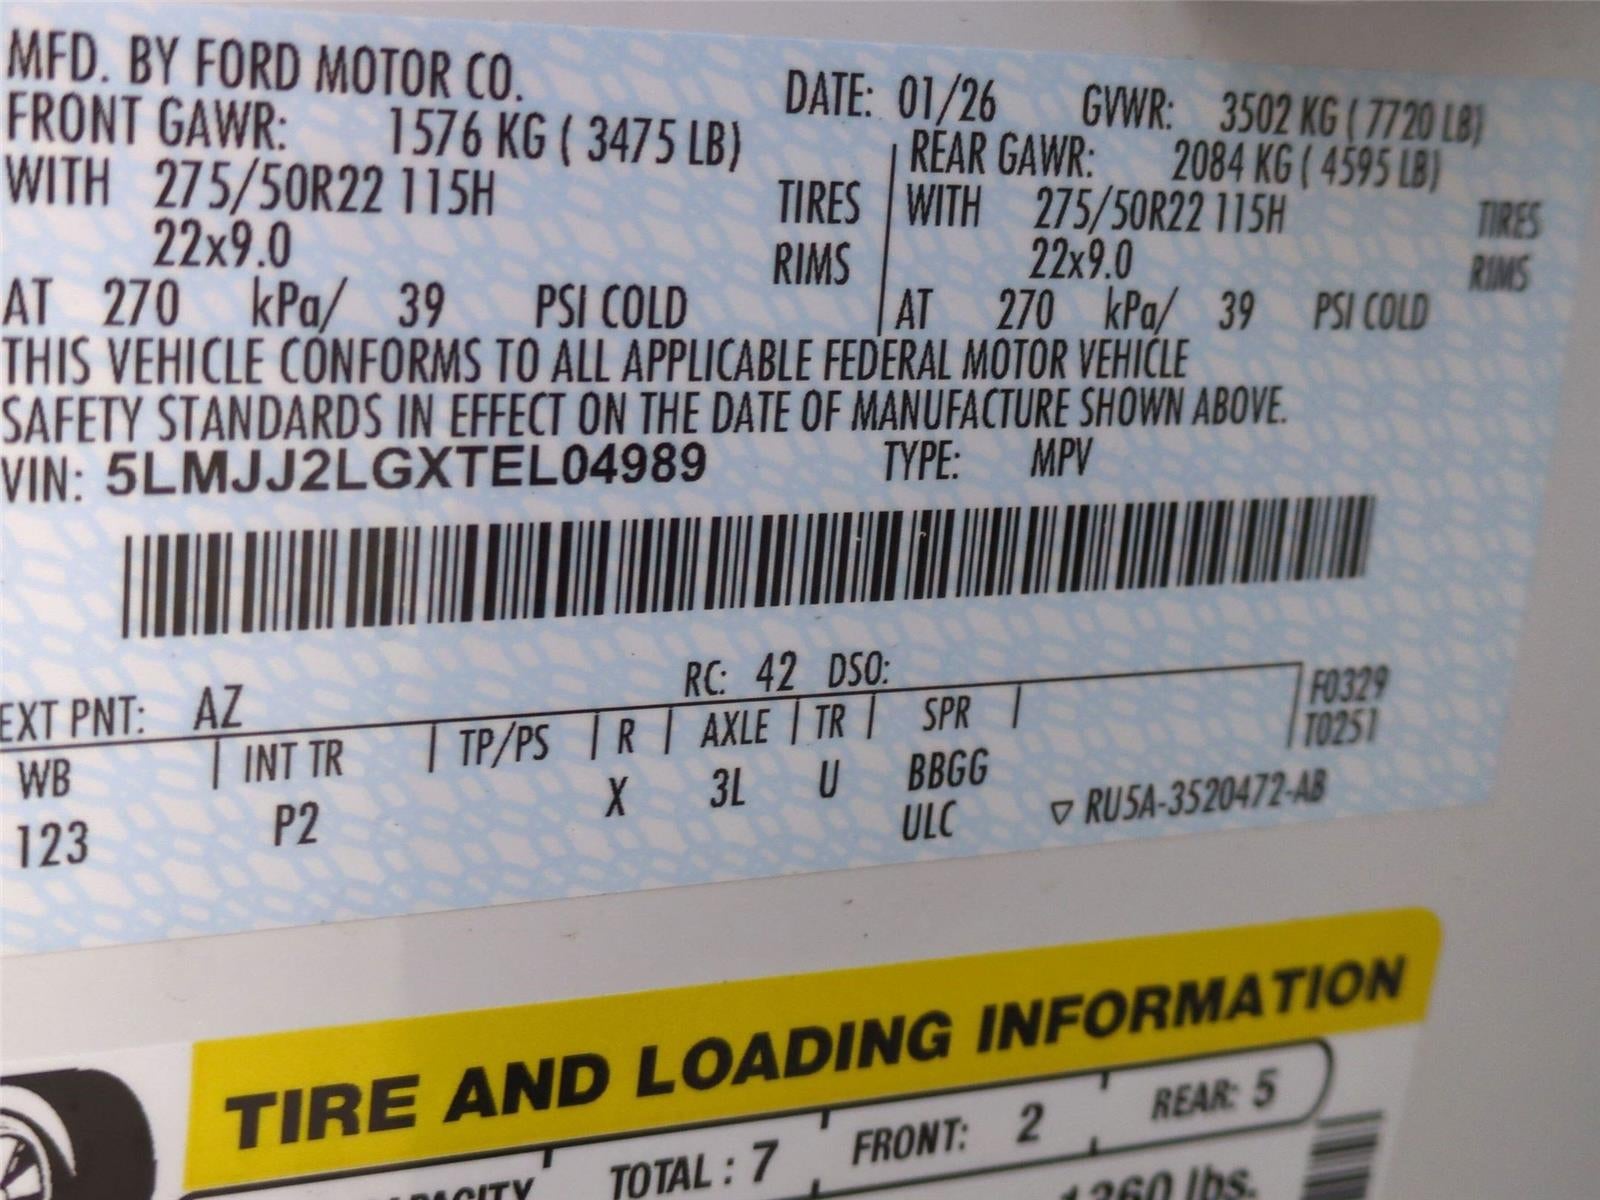 MFD. BY FORD MOTOR CO.
DATE: 01/26 GVWR: 3502 KG ( 7720 LB)
FRONT GAWR: 1576 KG ( 3475 LB)
REAR GAWR: 2084 KG ( 4595 LB)
WITH 275/50R22 115H TIRES
WITH 275/50R22 115H TIRES
22x9.0 RIMS
22x9.0 RIMS
AT 270 kPa/ 39 PSI COLD
AT 270 kPa/ 39 PSI COLD
THIS VEHICLE CONFORMS TO ALL APPLICABLE FEDERAL MOTOR VEHICLE
SAFETY STANDARDS IN EFFECT ON THE DATE OF MANUFACTURE SHOWN ABOVE.
VIN: 5LMJJ2LGXTEL04989 TYPE: MPV
EXT PNT: AZ RC: 42 DSO:
F0329
T0251
WB INT TR TP/PS R AXLE TR SPR
123 P2 X 3L U BBGG
ULC ▽ RU5A-3520472-AB
TIRE AND LOADING INFORMATION
TOTAL : 7 FRONT: 2 REAR: 5
1360 lbs.